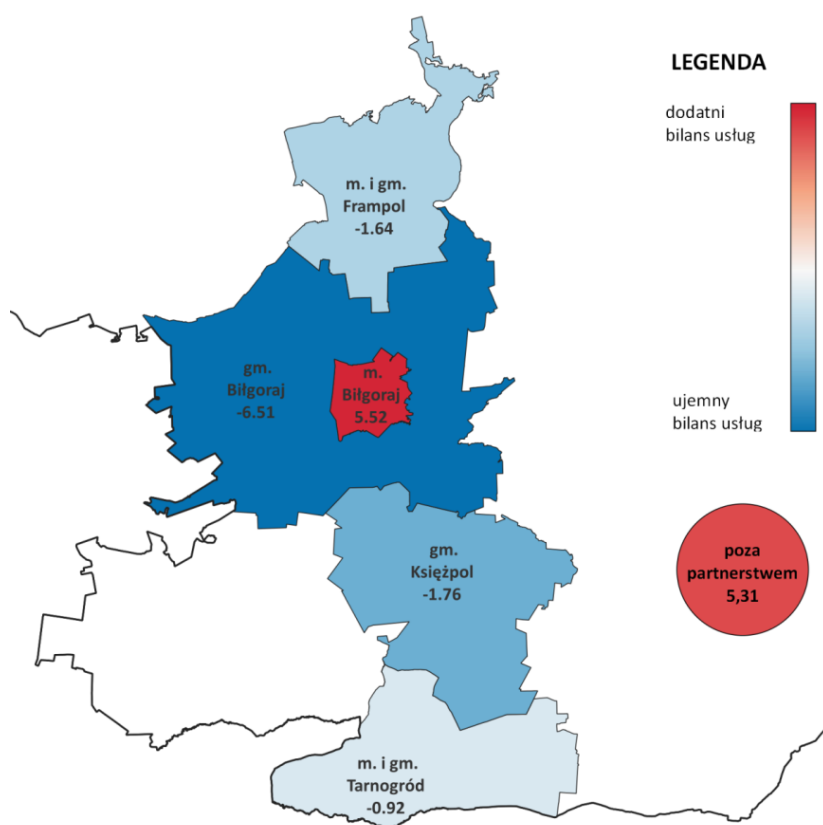 LEGENDA
dodatni
bilans usług
ujemny
bilans usług
poza
partnerstwem
5,31
m. i gm.
Frampol
-1.64
gm.
Biłgoraj
-6.51
m.
Biłgoraj
5.52
gm.
Księżpol
-1.76
m. i gm.
Tarnogród
-0.92